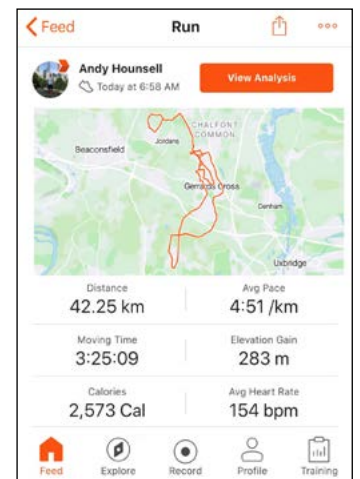 Feed
Run
Andy Hounsell
Today at 6:58 AM
View Analysis
CHALFONT
COMMON
Jordans
Beaconsfield
Gerrards Cross
Denham
Uxbridge
Distance
Avg Pace
42.25 km
4:51 /km
Moving Time
Elevation Gain
3:25:09
283 m
Calories
Avg Heart Rate
2,573 Cal
154 bpm
Feed
Explore
Record
Profile
Training